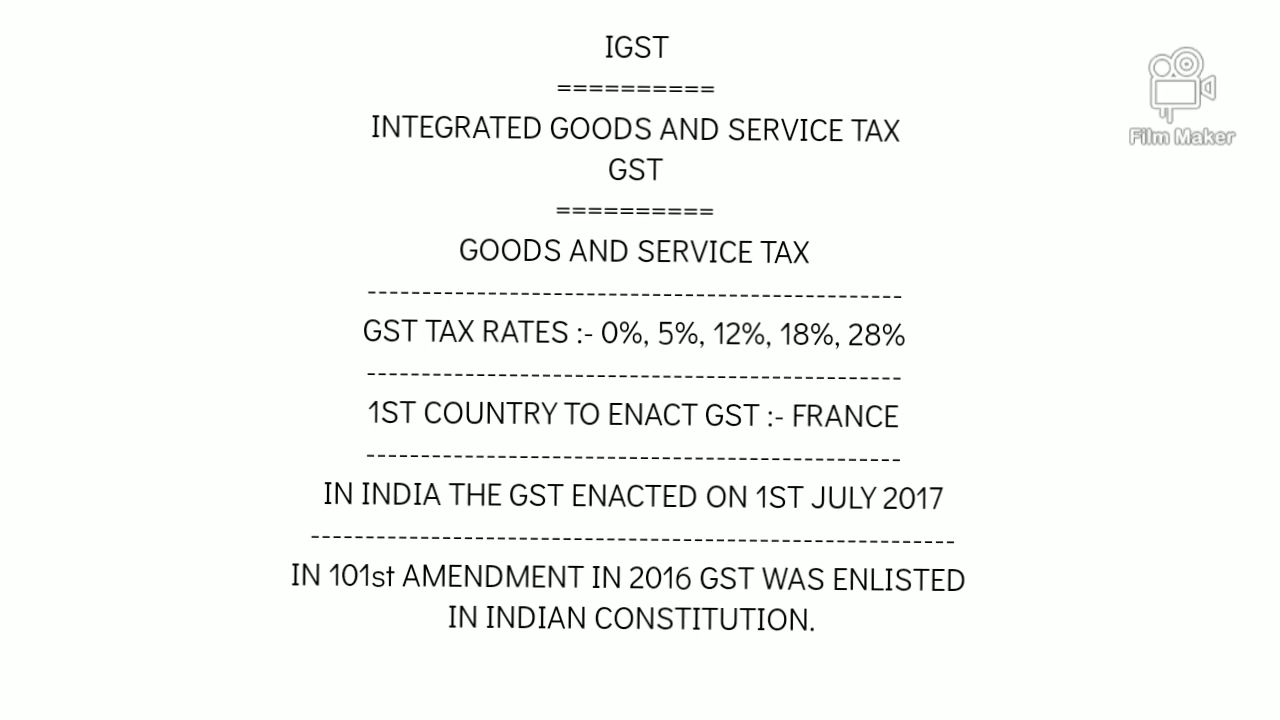 IGST
==========
INTEGRATED GOODS AND SERVICE TAX
GST
==========
GOODS AND SERVICE TAX
-------------------------------------------------
GST TAX RATES :- 0%, 5%, 12%, 18%, 28%
-------------------------------------------------
1ST COUNTRY TO ENACT GST :- FRANCE
-------------------------------------------------
IN INDIA THE GST ENACTED ON 1ST JULY 2017
-----------------------------------------------------------
IN 101st AMENDMENT IN 2016 GST WAS ENLISTED
IN INDIAN CONSTITUTION.
Film Maker